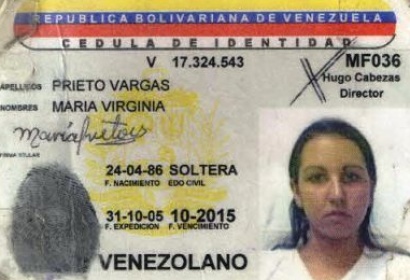 REPUBLICA BOLIVARIANA DE VENEZUELA
CEDULA DE IDENTIDAD
V 17.324.543 MF036
Hugo Cabezas
Director
APELLIDOS PRIETO VARGAS
NOMBRES MARIA VIRGINIA
FIRMA TITULAR
24-04-86 SOLTERA
F. NACIMIENTO EDO CIVIL
31-10-05 10-2015
F. EXPEDICION F. VENCIMIENTO
VENEZOLANO